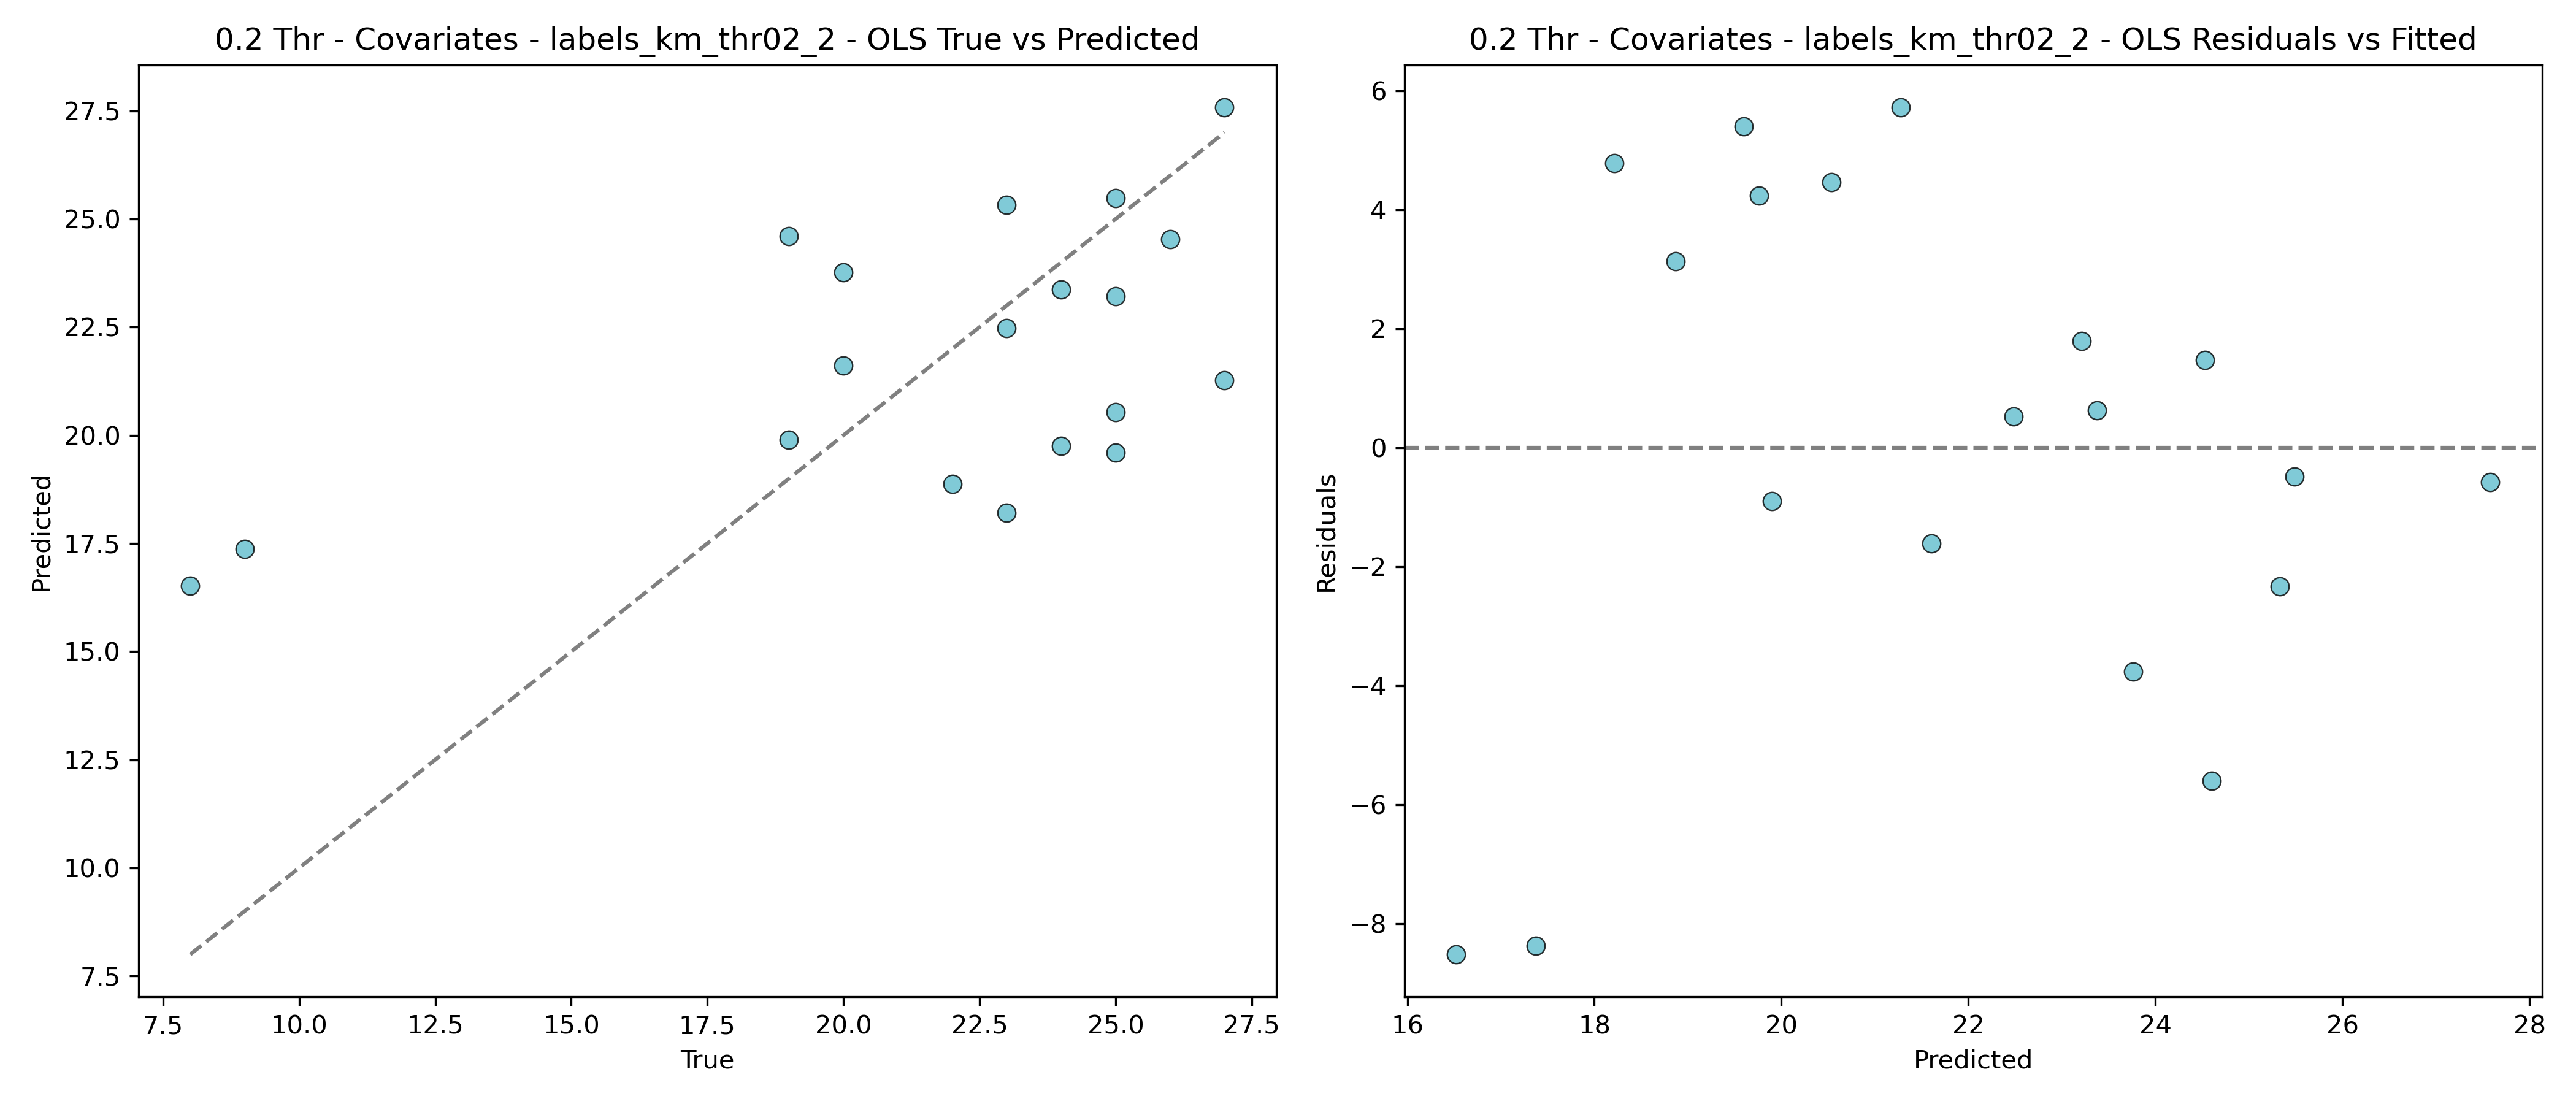 0.2 Thr - Covariates - labels_km_thr02_2 - OLS True vs Predicted
27.5
25.0
22.5
20.0
17.5
15.0
12.5
10.0
7.5
Predicted
7.5 10.0 12.5 15.0 17.5 20.0 22.5 25.0 27.5
True
0.2 Thr - Covariates - labels_km_thr02_2 - OLS Residuals vs Fitted
6
4
2
0
−2
−4
−6
−8
Residuals
16 18 20 22 24 26 28
Predicted